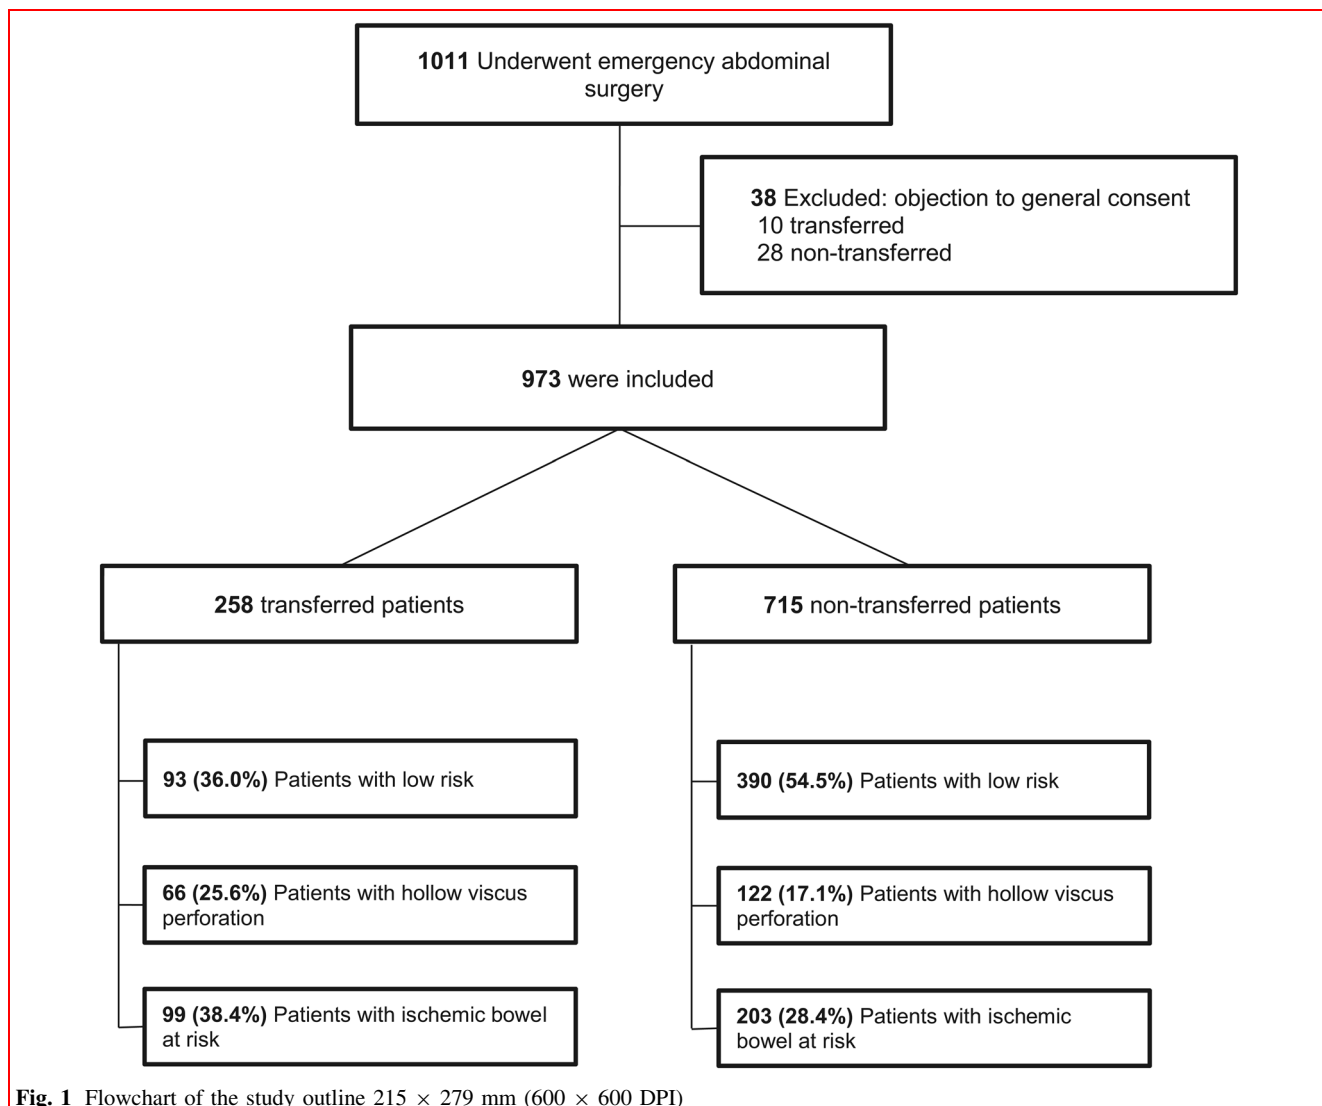 1011 Underwent emergency abdominal
surgery
38 Excluded: objection to general consent
10 transferred
28 non-transferred
973 were included
258 transferred patients
715 non-transferred patients
93 (36.0%) Patients with low risk
390 (54.5%) Patients with low risk
66 (25.6%) Patients with hollow viscus
perforation
122 (17.1%) Patients with hollow viscus
perforation
99 (38.4%) Patients with ischemic bowel
at risk
203 (28.4%) Patients with ischemic
bowel at risk
Fig. 1 Flowchart of the study outline 215 × 279 mm (600 × 600 DPI)